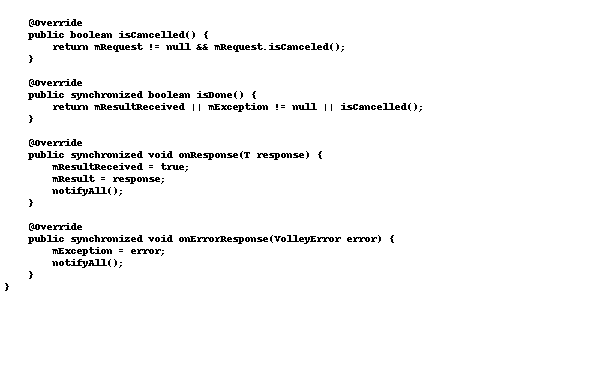 @Override
public boolean isCancelled() {
return mRequest != null && mRequest.isCanceled();
}
@Override
public synchronized boolean isDone() {
return mResultReceived || mException != null || isCancelled();
}
@Override
public synchronized void onResponse(T response) {
mResultReceived = true;
mResult = response;
notifyAll();
}
@Override
public synchronized void onErrorResponse(VolleyError error) {
mException = error;
notifyAll();
}
}